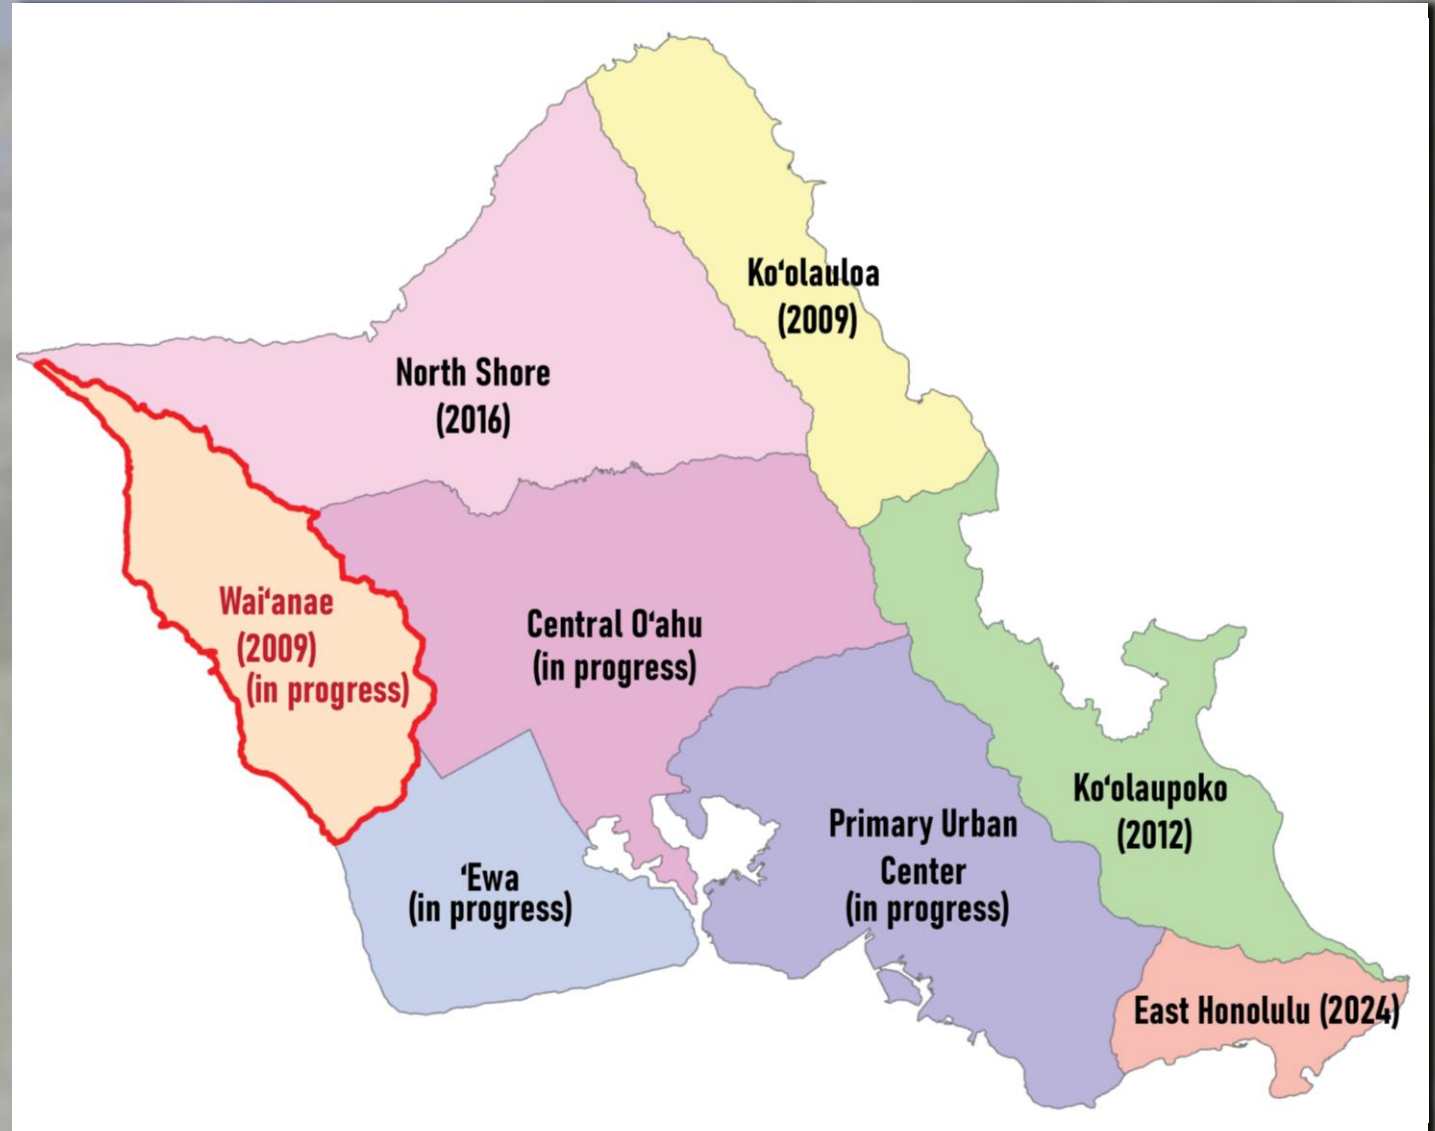 Koʻolauloa
(2009)
North Shore
(2016)
Waiʻanae
(2009)
(in progress)
Central Oʻahu
(in progress)
Koʻolaupoko
(2012)
Primary Urban
Center
(in progress)
ʻEwa
(in progress)
East Honolulu (2024)